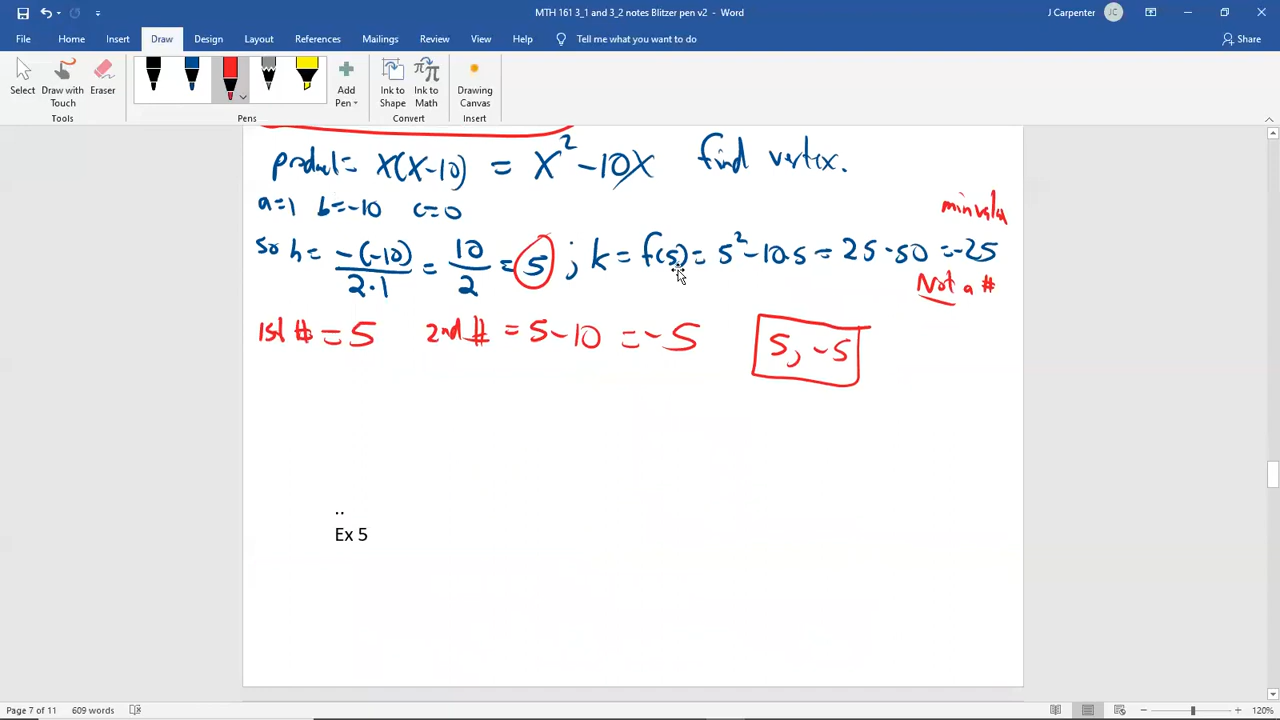 MTH 161 3_1 and 3_2 notes Blitzer pen v2 - Word
J Carpenter JC
File Home Insert Draw Design Layout References Mailings Review View Help Tell me what you want to do Share
Select Draw with Touch Eraser Add Pen Ink to Shape Ink to Math Drawing Canvas
Tools Pens Convert Insert
product = X(X-10) = X² - 10X find vertex.
a=1 b=-10 c=0
min value
so h = -(-10)/2·1 = 10/2 = 5 ; k = f(5) = 5² - 10·5 = 25 - 50 = -25
Not a #
1st # = 5 2nd # = 5 - 10 = -5 5, -5
..
Ex 5
Page 7 of 11 609 words 120%